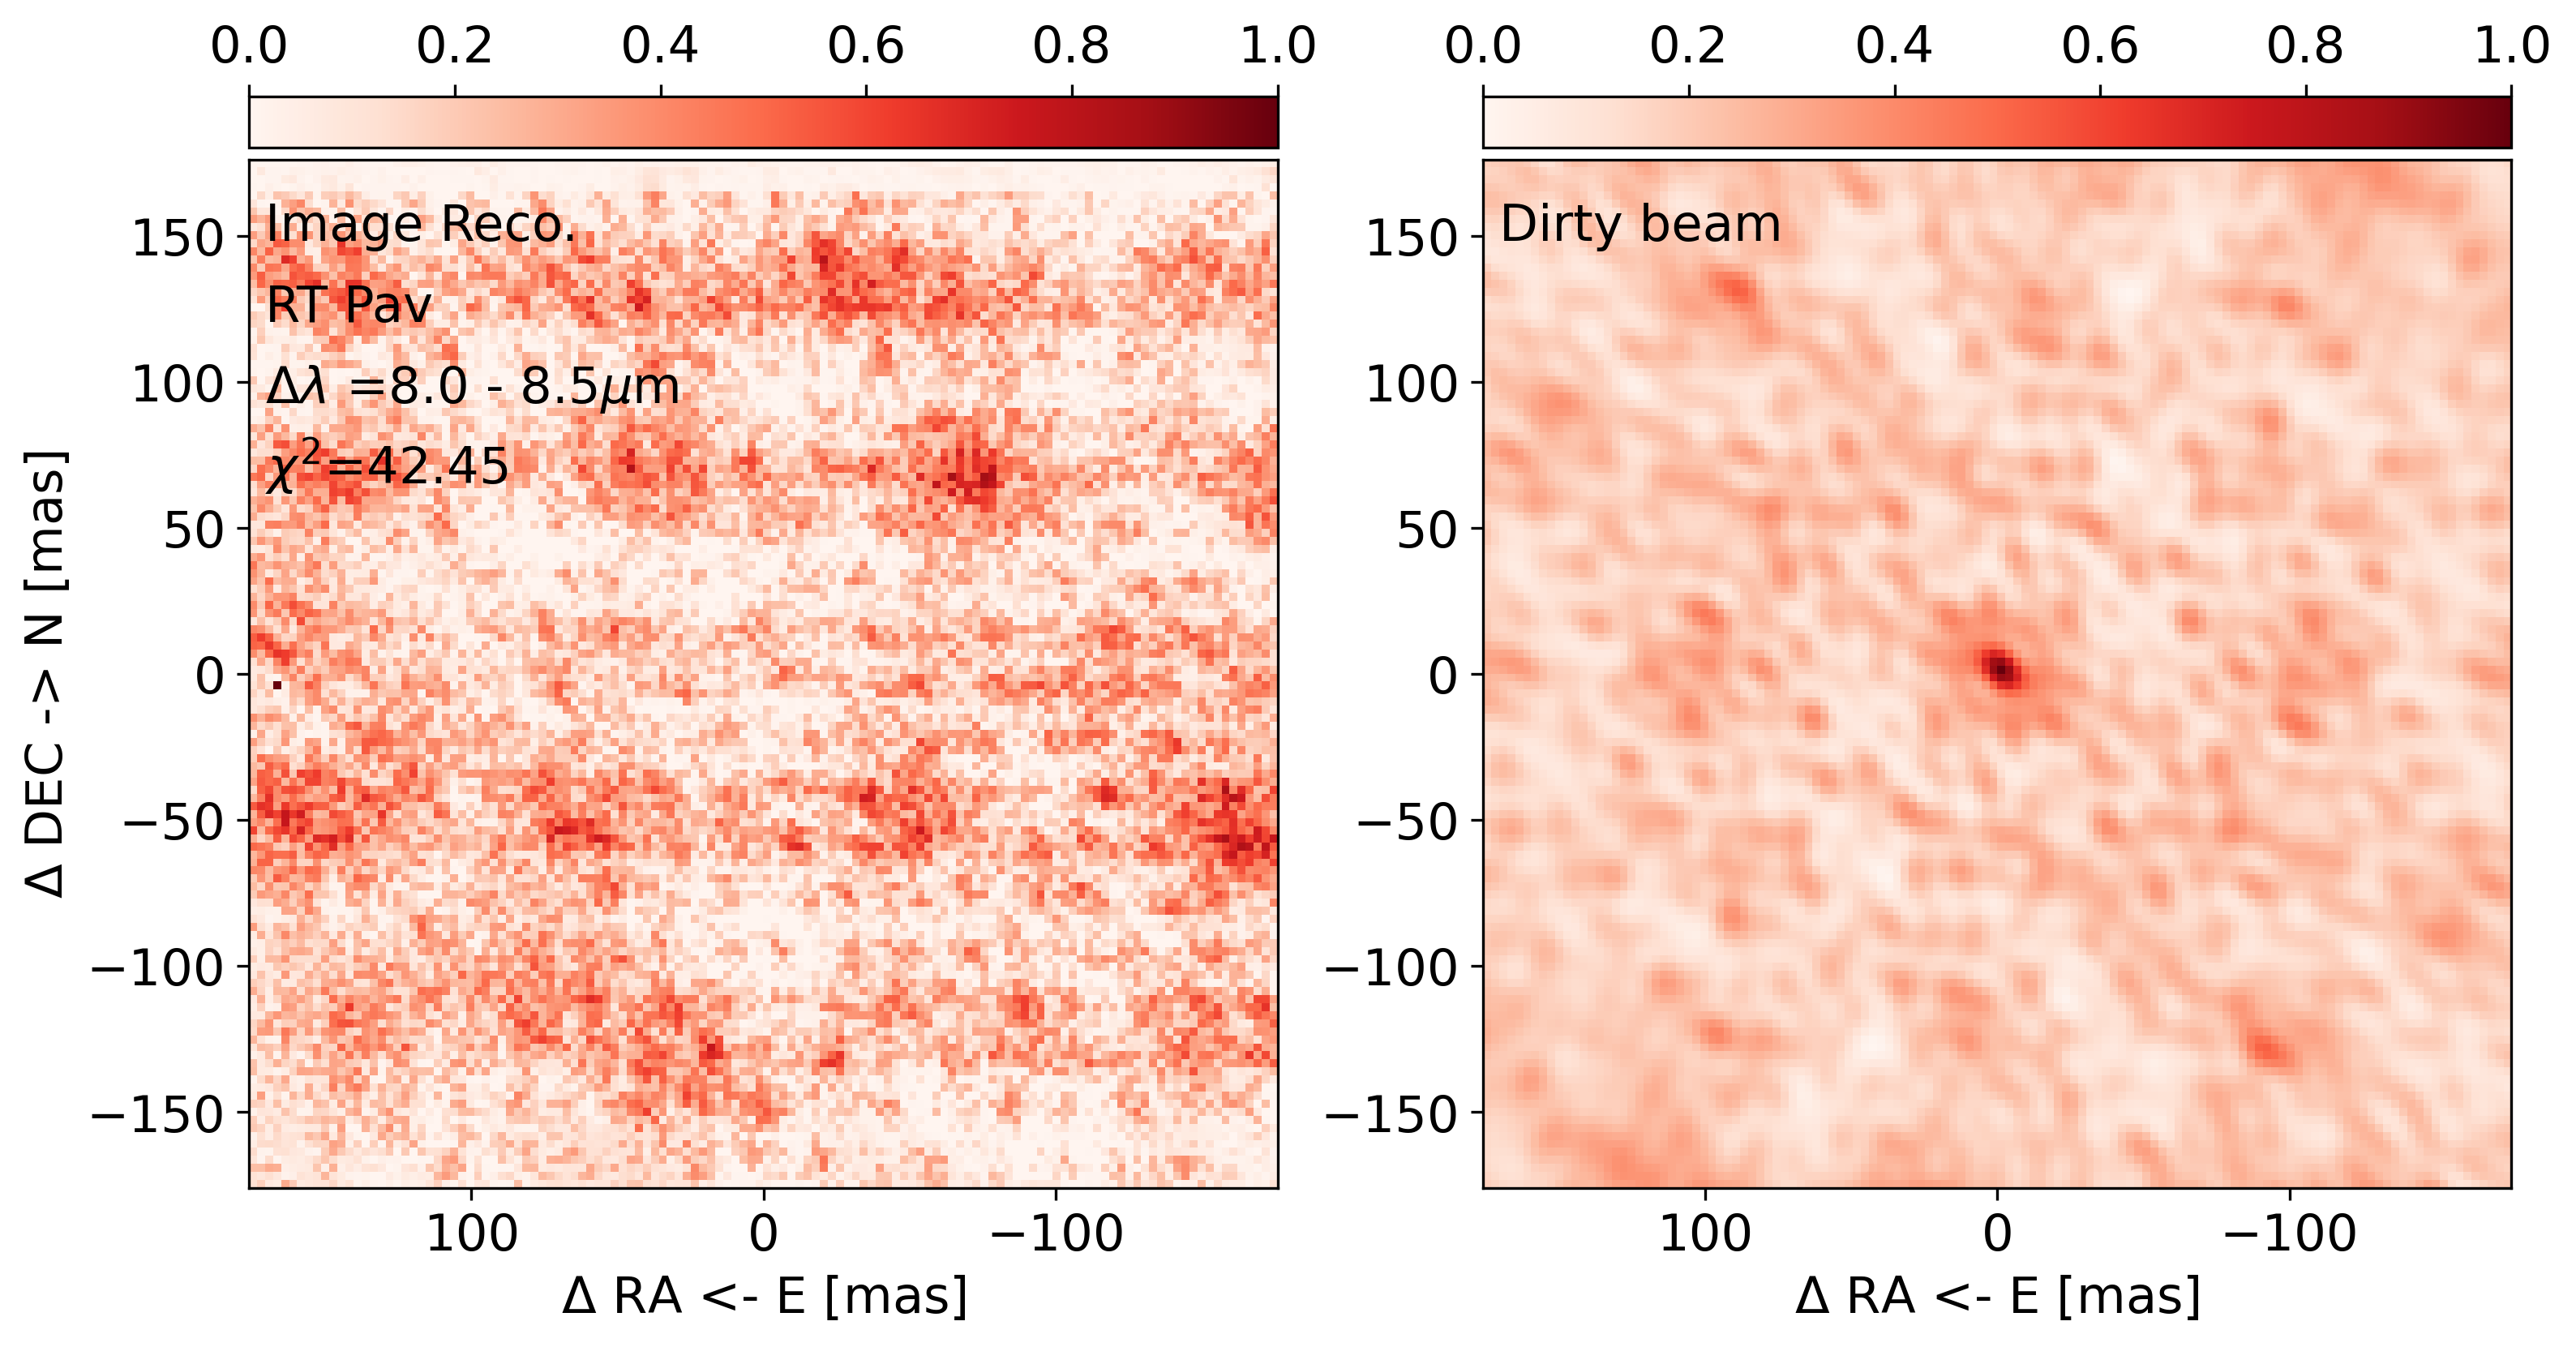 0.0 0.2 0.4 0.6 0.8 1.0
0.0 0.2 0.4 0.6 0.8 1.0
Image Reco.
RT Pav
Δλ =8.0 - 8.5μm
χ²=42.45
150
100
50
0
−50
−100
−150
Δ DEC -> N [mas]
100 0 −100
Δ RA <- E [mas]
Dirty beam
150
100
50
0
−50
−100
−150
100 0 −100
Δ RA <- E [mas]